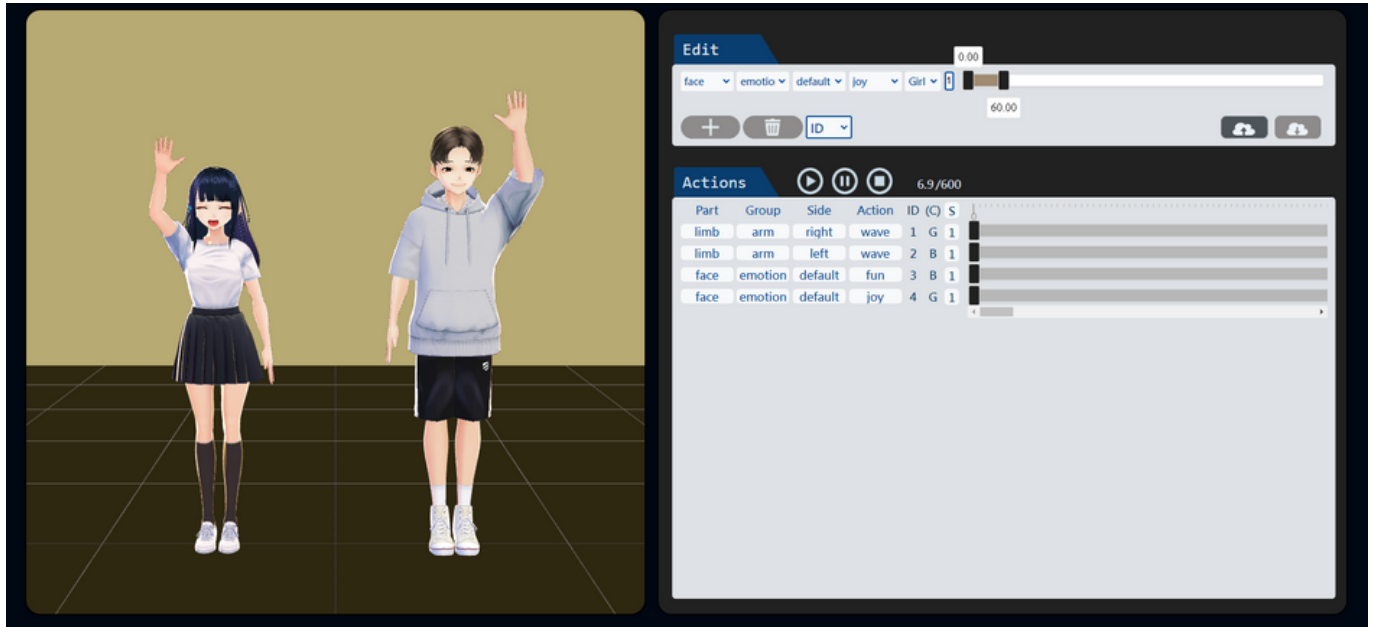 Edit
0.00
face emotio default joy Girl 1
60.00
ID
Actions 6.9/600
Part Group Side Action ID (C) S
limb arm right wave 1 G 1
limb arm left wave 2 B 1
face emotion default fun 3 B 1
face emotion default joy 4 G 1